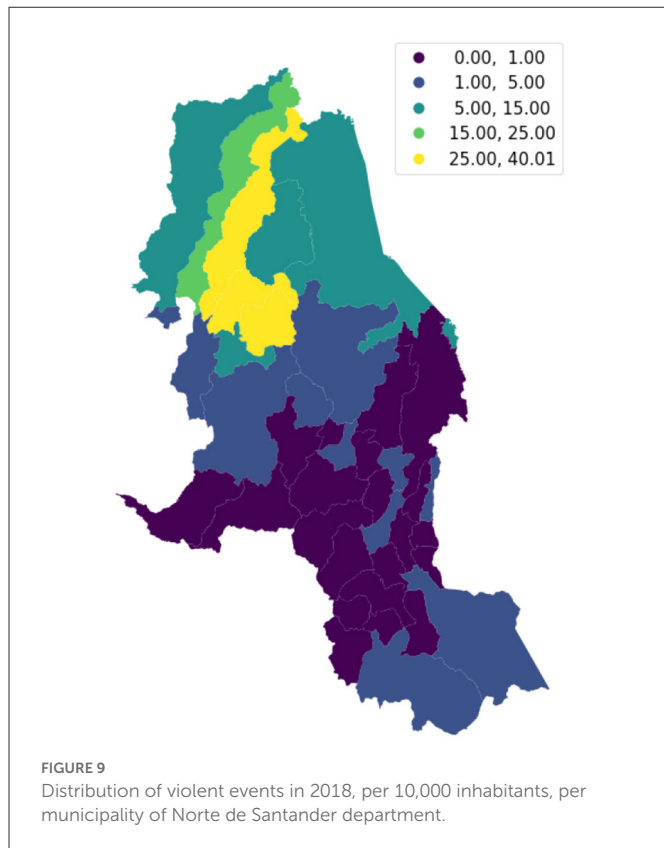 0.00, 1.00
1.00, 5.00
5.00, 15.00
15.00, 25.00
25.00, 40.01
FIGURE 9
Distribution of violent events in 2018, per 10,000 inhabitants, per
municipality of Norte de Santander department.